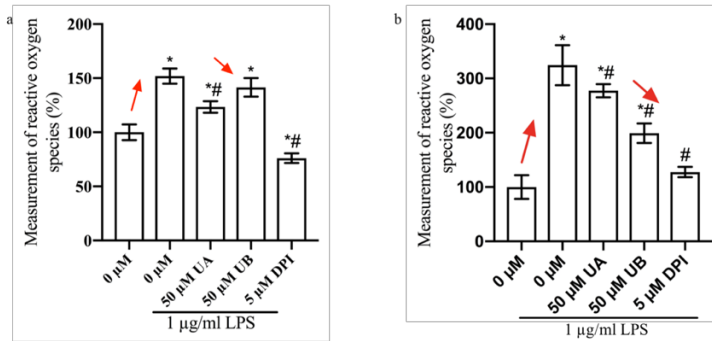 a
Measurement of reactive oxygen
species (%)
200
150
100
50
0
*
*#
*
*#
0 µM
0 µM
50 µM UA
50 µM UB
5 µM DPI
1 µg/ml LPS
b
Measurement of reactive oxygen
species (%)
400
300
200
100
0
*
*#
*#
#
0 µM
0 µM
50 µM UA
50 µM UB
5 µM DPI
1 µg/ml LPS